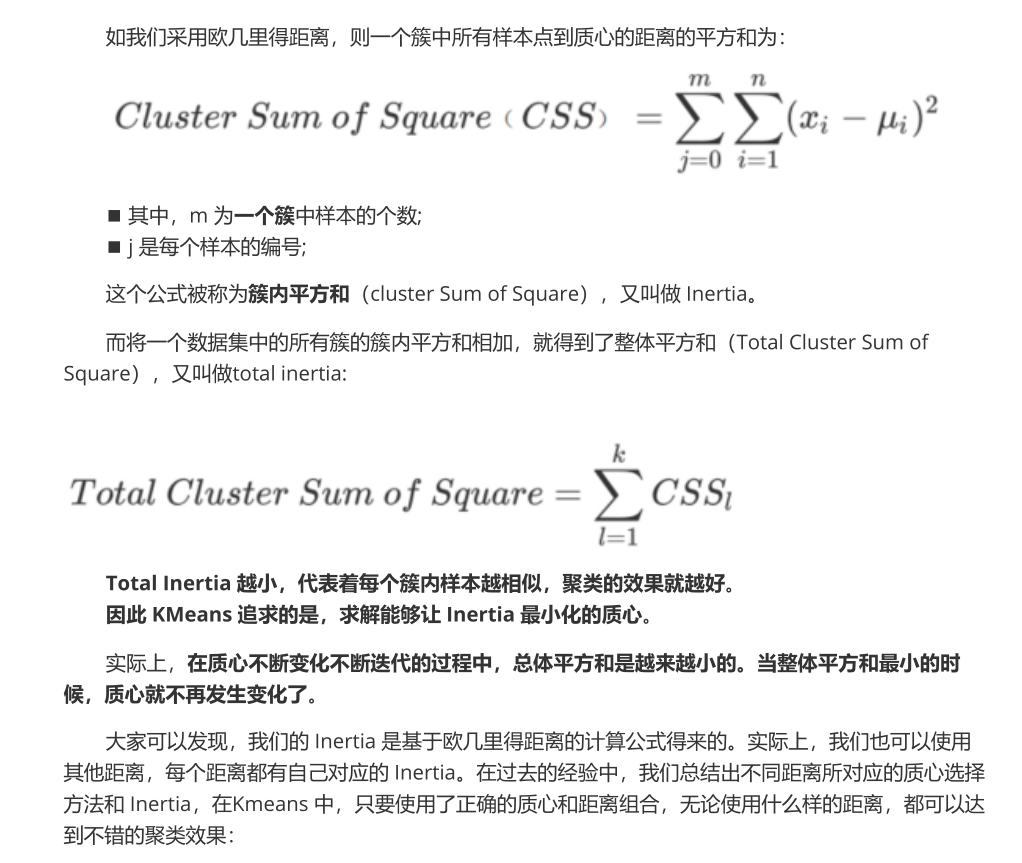 如我们采用欧几里得距离，则一个簇中所有样本点到质心的距离的平方和为：
Cluster Sum of Square（CSS） = \sum_{j=0}^{m} \sum_{i=1}^{n} (x_i − μ_i)^2
■ 其中，m 为一个簇中样本的个数;
■ j 是每个样本的编号;
这个公式被称为簇内平方和（cluster Sum of Square），又叫做 Inertia。
而将一个数据集中的所有簇的簇内平方和相加，就得到了整体平方和（Total Cluster Sum of
Square），又叫做total inertia:
Total Cluster Sum of Square = \sum_{l=1}^{k} CSS_l
Total Inertia 越小，代表着每个簇内样本越相似，聚类的效果就越好。
因此 KMeans 追求的是，求解能够让 Inertia 最小化的质心。
实际上，在质心不断变化不断迭代的过程中，总体平方和是越来越小的。当整体平方和最小的时
候，质心就不再发生变化了。
大家可以发现，我们的 Inertia 是基于欧几里得距离的计算公式得来的。实际上，我们也可以使用
其他距离，每个距离都有自己对应的 Inertia。在过去的经验中，我们总结出不同距离所对应的质心选择
方法和 Inertia，在Kmeans 中，只要使用了正确的质心和距离组合，无论使用什么样的距离，都可以达
到不错的聚类效果：